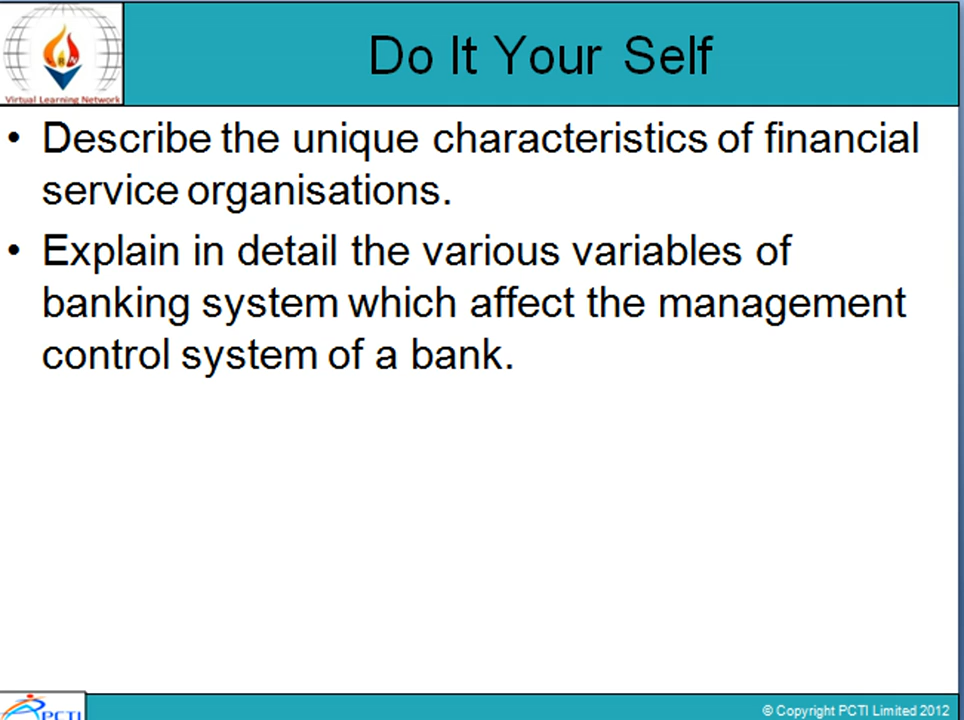 Virtual Learning Network
Do It Your Self
• Describe the unique characteristics of financial
service organisations.
• Explain in detail the various variables of
banking system which affect the management
control system of a bank.
PCTI
© Copyright PCTI Limited 2012